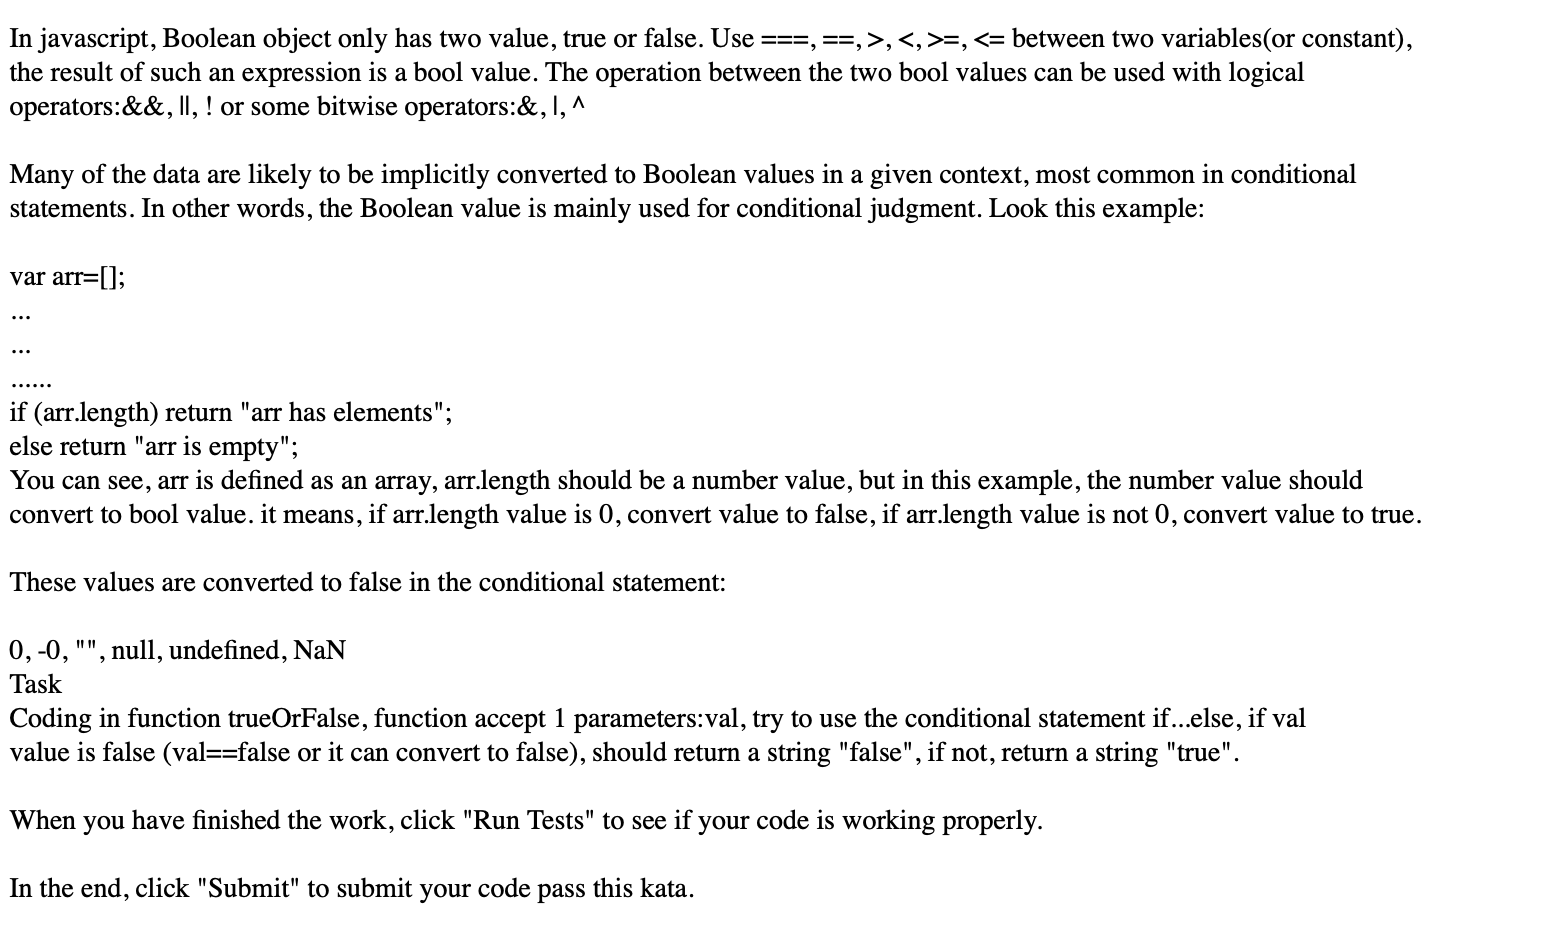 In javascript, Boolean object only has two value, true or false. Use ===, ==, >, <, >=, <= between two variables(or constant),
the result of such an expression is a bool value. The operation between the two bool values can be used with logical
operators:&&, ||, ! or some bitwise operators:&, |, ^
Many of the data are likely to be implicitly converted to Boolean values in a given context, most common in conditional
statements. In other words, the Boolean value is mainly used for conditional judgment. Look this example:
var arr=[];
...
...
......
if (arr.length) return "arr has elements";
else return "arr is empty";
You can see, arr is defined as an array, arr.length should be a number value, but in this example, the number value should
convert to bool value. it means, if arr.length value is 0, convert value to false, if arr.length value is not 0, convert value to true.
These values are converted to false in the conditional statement:
0, -0, "", null, undefined, NaN
Task
Coding in function trueOrFalse, function accept 1 parameters:val, try to use the conditional statement if...else, if val
value is false (val==false or it can convert to false), should return a string "false", if not, return a string "true".
When you have finished the work, click "Run Tests" to see if your code is working properly.
In the end, click "Submit" to submit your code pass this kata.